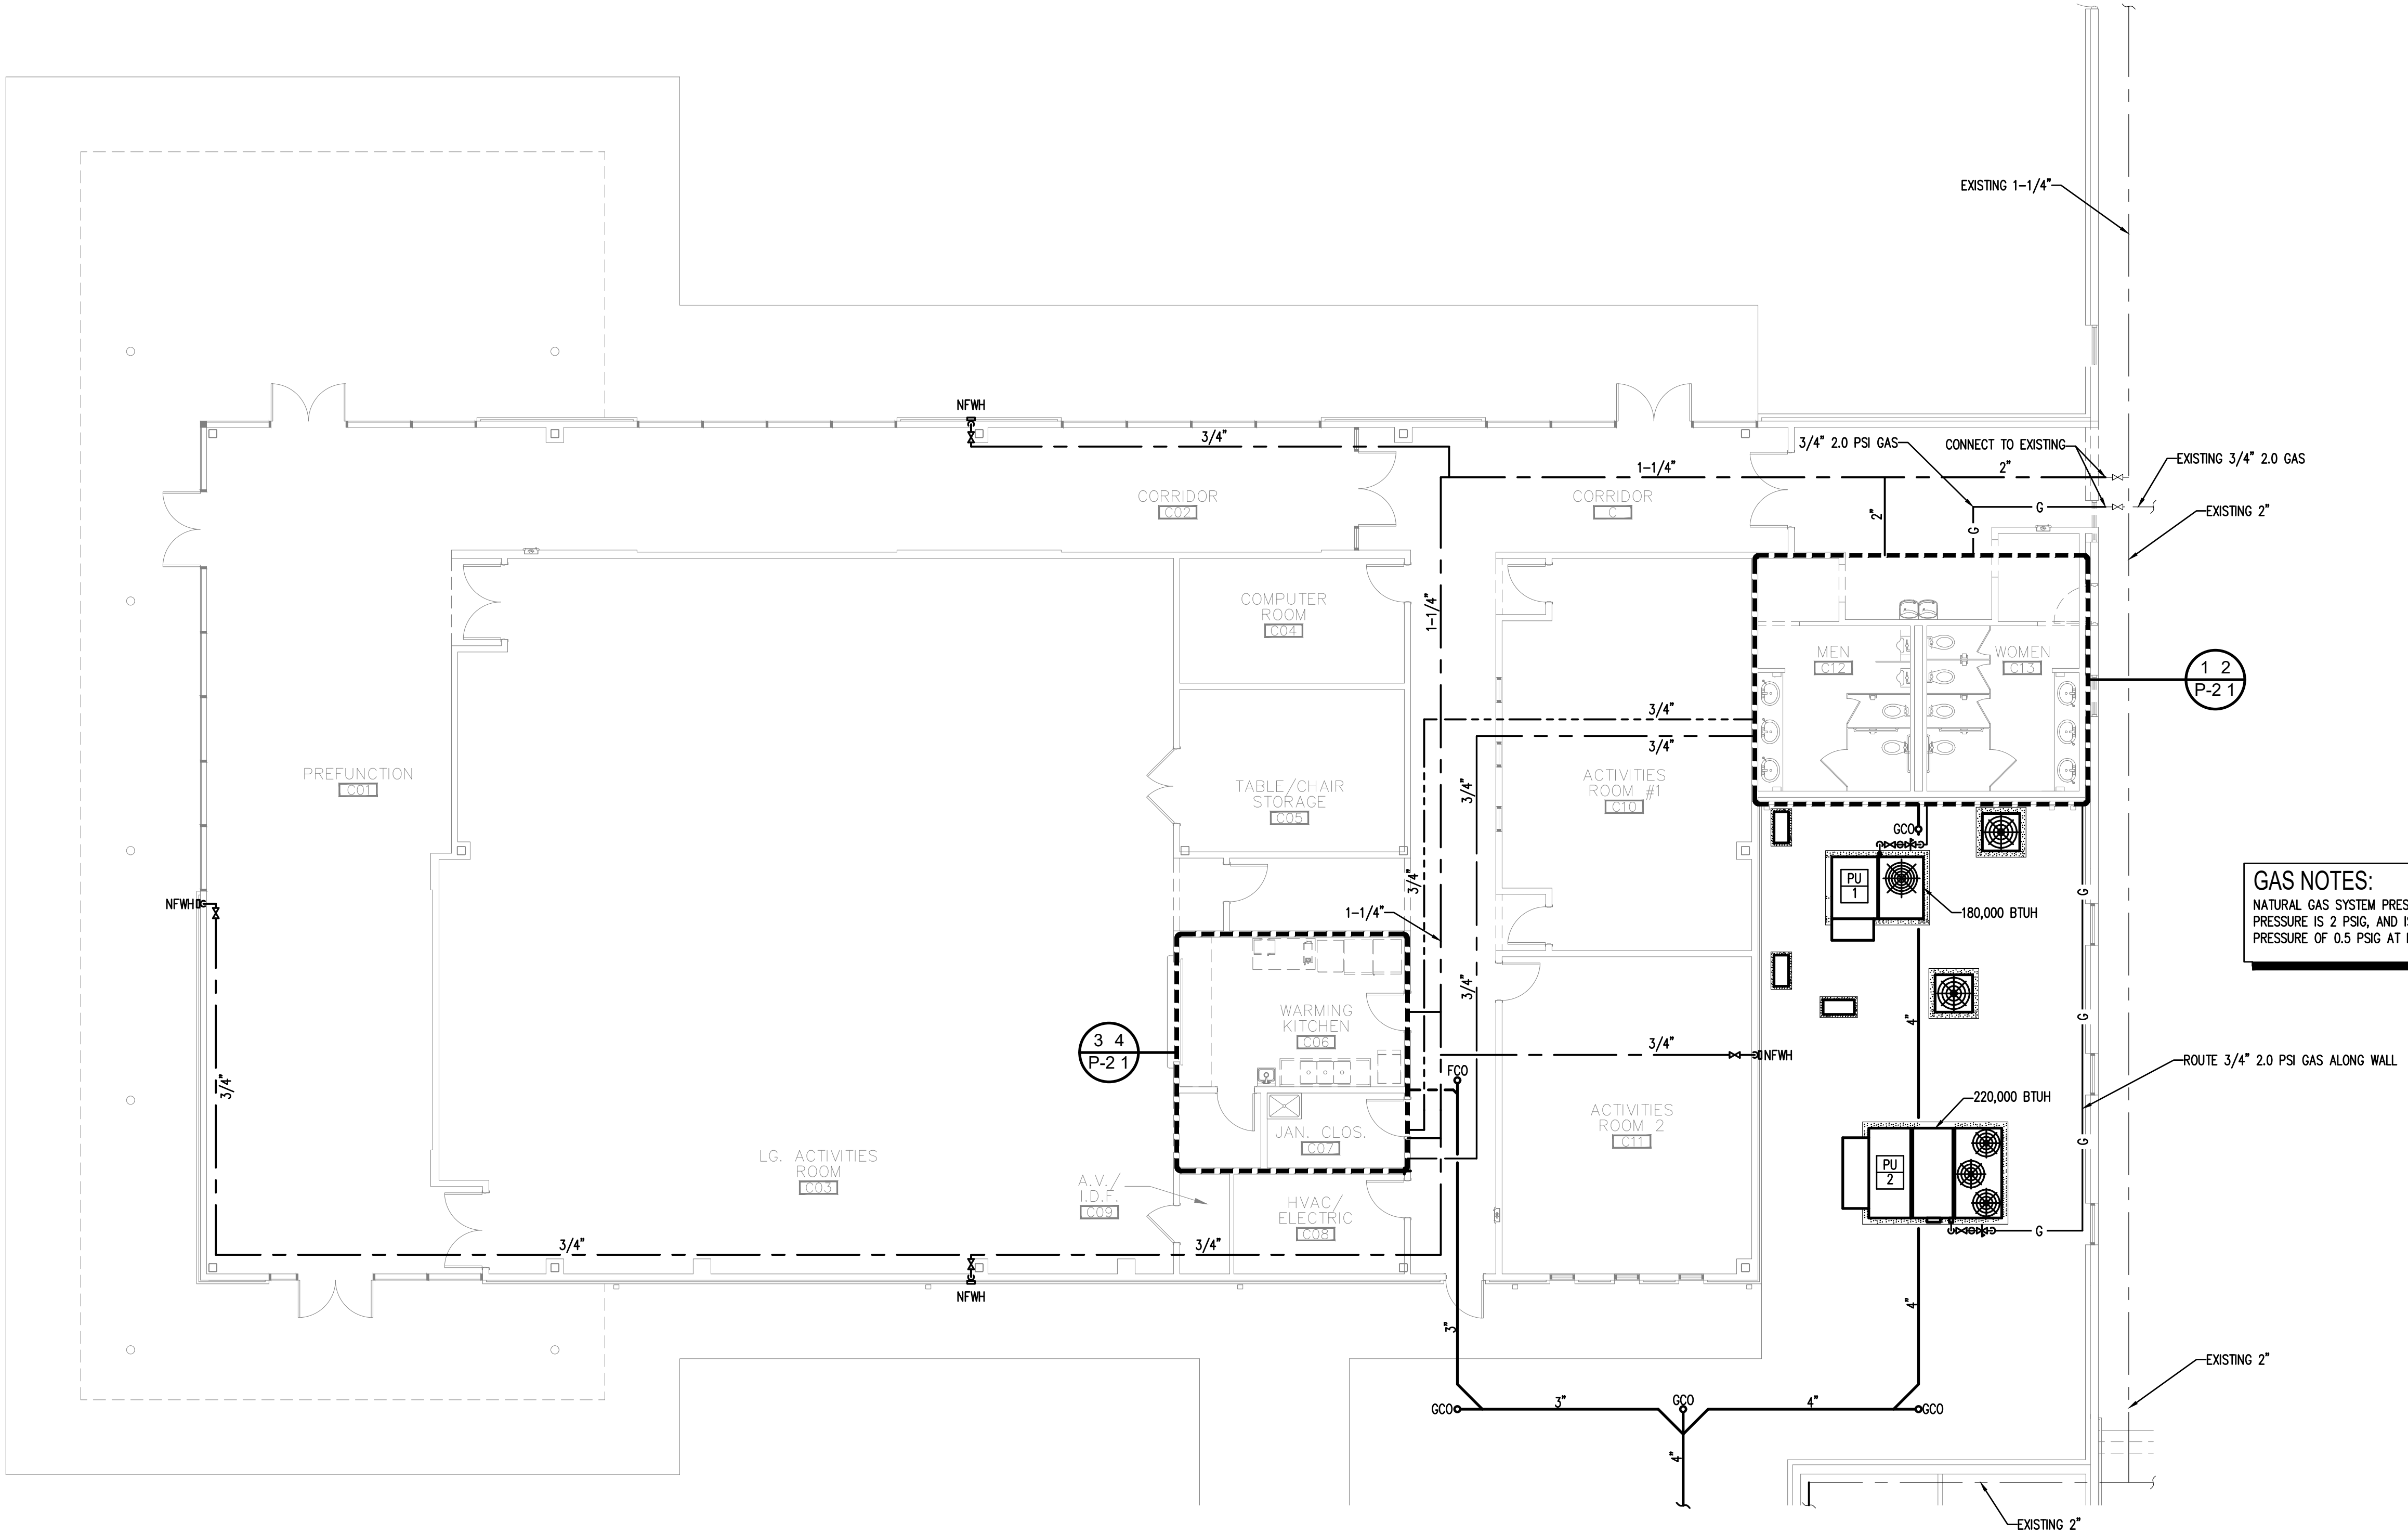 EXISTING 1-1/4"
NFWH
3/4"
3/4" 2.0 PSI GAS
CONNECT TO EXISTING
EXISTING 3/4" 2.0 GAS
1-1/4"
2"
CORRIDOR
C02
CORRIDOR
C
G
2"
G
EXISTING 2"
COMPUTER
ROOM
C04
1-1/4"
MEN
C12
WOMEN
C13
1 2
P-2 1
3/4"
3/4"
PREFUNCTION
C01
TABLE/CHAIR
STORAGE
C05
3/4"
ACTIVITIES
ROOM #1
C10
GCO
3/4"
PU
1
G
180,000 BTUH
GAS NOTES:
NATURAL GAS SYSTEM PRES
PRESSURE IS 2 PSIG, AND IS
PRESSURE OF 0.5 PSIG AT
NFWH
1-1/4"
3/4"
WARMING
KITCHEN
C06
4"
G
3 4
P-2 1
3/4"
NFWH
ROUTE 3/4" 2.0 PSI GAS ALONG WALL
FCO
3/4"
220,000 BTUH
ACTIVITIES
ROOM 2
C11
JAN. CLOS.
C07
G
LG. ACTIVITIES
ROOM
C03
PU
2
A.V./
I.D.F.
C09
HVAC/
ELECTRIC
C08
3/4"
3/4"
G
NFWH
4"
3"
EXISTING 2"
GCO
3"
GCO
4"
GCO
4"
EXISTING 2"